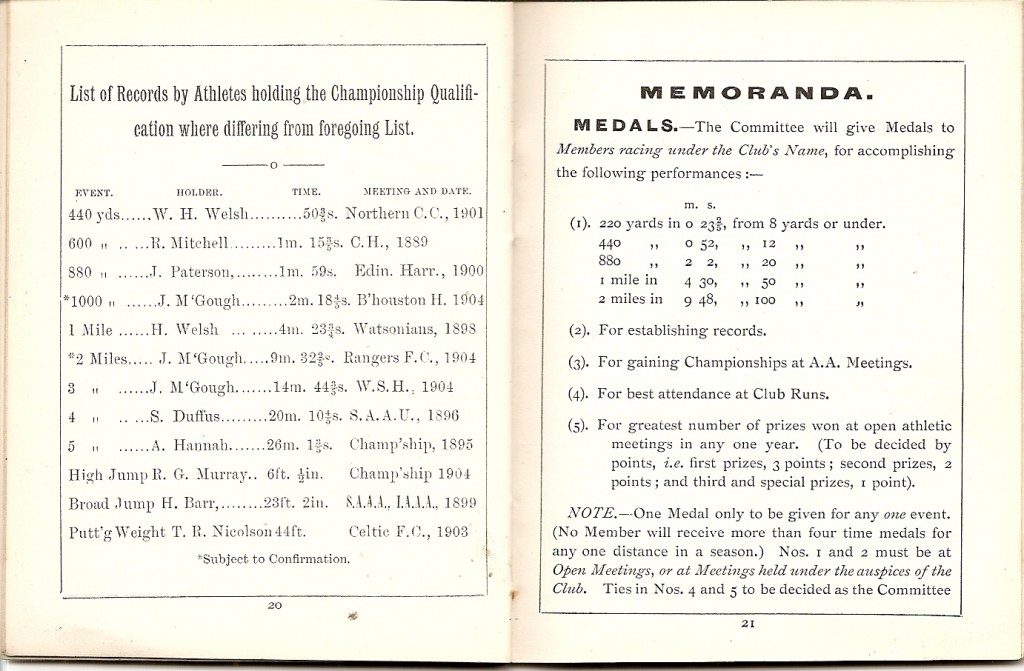 List of Records by Athletes holding the Championship Qualifi-
cation where differing from foregoing List.
EVENT. HOLDER. TIME. MEETING AND DATE.
440 yds......W. H. Welsh..........50⅗s. Northern C.C., 1901
600 „ .. ...R. Mitchell.........1m. 15⅗s. C.H., 1889
880 „ ......J. Paterson,........1m. 59s. Edin. Harr., 1900
*1000 „ ......J. M‘Gough.........2m. 18⅘s. B'houston H. 1904
1 Mile ......H. Welsh ... .....4m. 23⅘s. Watsonians, 1898
*2 Miles..... J. M‘Gough.....9m. 32⅗s. Rangers F.C., 1904
3 „ ......J. M‘Gough.......14m. 44⅗s. W.S.H., 1904
4 „ ......S. Duffus.........20m. 10⅘s. S.A.A.U., 1896
5 „ ......A. Hannah........26m. 1⅗s. Champ'ship, 1895
High Jump R. G. Murray.. 6ft. ½in. Champ'ship 1904
Broad Jump H. Barr,........23ft. 2in. S.A.A.A., I.A.A.A., 1899
Putt'g Weight T. R. Nicolson 44ft. Celtic F.C., 1903
*Subject to Confirmation.
20
MEMORANDA.
MEDALS.—The Committee will give Medals to
Members racing under the Club's Name, for accomplishing
the following performances :—
m. s.
(1). 220 yards in 0 23⅖, from 8 yards or under.
440 „ 0 52, „ 12 „ „
880 „ 2 2, „ 20 „ „
1 mile in 4 30, „ 50 „ „
2 miles in 9 48, „ 100 „ „
(2). For establishing records.
(3). For gaining Championships at A.A. Meetings.
(4). For best attendance at Club Runs.
(5). For greatest number of prizes won at open athletic
meetings in any one year. (To be decided by
points, i.e. first prizes, 3 points ; second prizes, 2
points ; and third and special prizes, 1 point).
NOTE.—One Medal only to be given for any one event.
(No Member will receive more than four time medals for
any one distance in a season.) Nos. 1 and 2 must be at
Open Meetings, or at Meetings held under the auspices of the
Club. Ties in Nos. 4 and 5 to be decided as the Committee
21